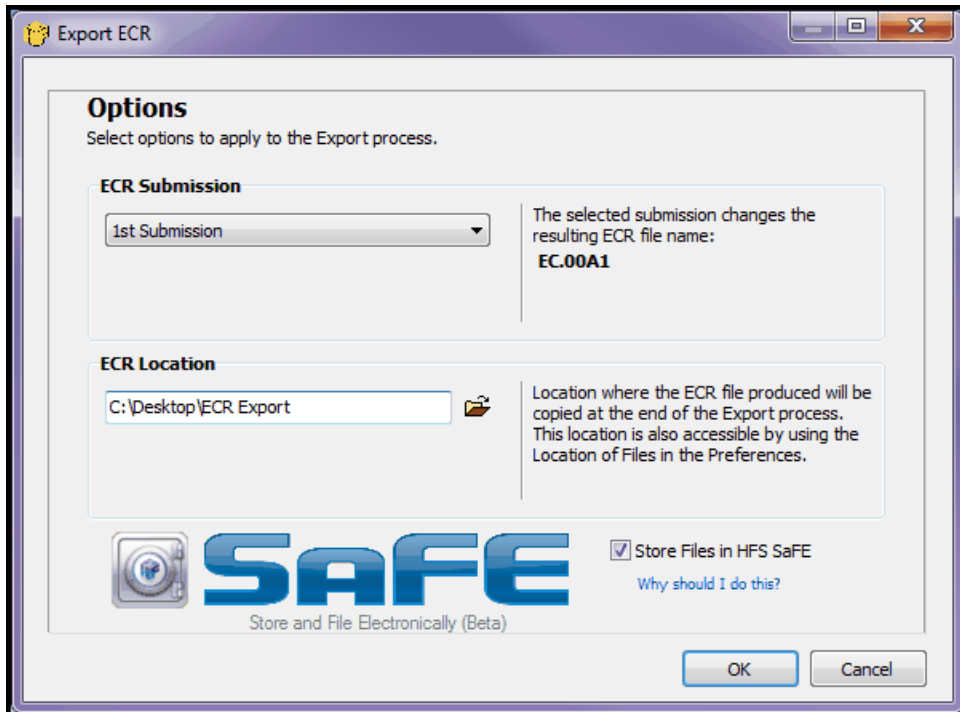 Export ECR
Options
Select options to apply to the Export process.
ECR Submission
1st Submission
The selected submission changes the
resulting ECR file name:
EC.00A1
ECR Location
C:\Desktop\ECR Export
Location where the ECR file produced will be
copied at the end of the Export process.
This location is also accessible by using the
Location of Files in the Preferences.
SaFE
Store and File Electronically (Beta)
Store Files in HFS SaFE
Why should I do this?
OK
Cancel